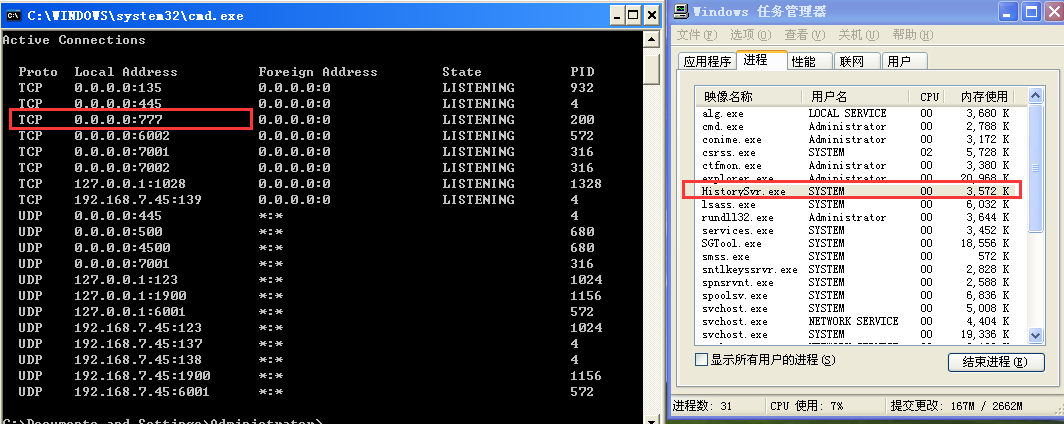 C:\WINDOWS\system32\cmd.exe
Active Connections
Proto Local Address Foreign Address State PID
TCP 0.0.0.0:135 0.0.0.0:0 LISTENING 932
TCP 0.0.0.0:445 0.0.0.0:0 LISTENING 4
TCP 0.0.0.0:777 0.0.0.0:0 LISTENING 200
TCP 0.0.0.0:6002 0.0.0.0:0 LISTENING 572
TCP 0.0.0.0:7001 0.0.0.0:0 LISTENING 316
TCP 0.0.0.0:7002 0.0.0.0:0 LISTENING 316
TCP 127.0.0.1:1028 0.0.0.0:0 LISTENING 1328
TCP 192.168.7.45:139 0.0.0.0:0 LISTENING 4
UDP 0.0.0.0:445 *:* 4
UDP 0.0.0.0:500 *:* 680
UDP 0.0.0.0:4500 *:* 680
UDP 0.0.0.0:7001 *:* 316
UDP 127.0.0.1:123 *:* 1024
UDP 127.0.0.1:1900 *:* 1156
UDP 127.0.0.1:6001 *:* 572
UDP 192.168.7.45:123 *:* 1024
UDP 192.168.7.45:137 *:* 4
UDP 192.168.7.45:138 *:* 4
UDP 192.168.7.45:1900 *:* 1156
UDP 192.168.7.45:6001 *:* 572
C:\Documents and Settings\Administrator>
Windows 任务管理器
文件(F) 选项(O) 查看(V) 关机(U) 帮助(H)
应用程序 进程 性能 联网 用户
映像名称 用户名 CPU 内存使用
alg.exe LOCAL SERVICE 00 3,680 K
cmd.exe Administrator 00 2,788 K
conime.exe Administrator 00 3,172 K
csrss.exe SYSTEM 02 5,728 K
ctfmon.exe Administrator 00 3,380 K
explorer.exe Administrator 00 20,968 K
HistorySvr.exe SYSTEM 00 3,572 K
lsass.exe SYSTEM 00 6,032 K
rundll32.exe Administrator 00 3,644 K
services.exe SYSTEM 00 3,452 K
SGTool.exe SYSTEM 00 18,556 K
smss.exe SYSTEM 00 572 K
sntlkeyssrvr.exe SYSTEM 00 2,828 K
spnsrvnt.exe SYSTEM 00 2,588 K
spoolsv.exe SYSTEM 00 6,836 K
svchost.exe SYSTEM 00 5,008 K
svchost.exe NETWORK SERVICE 00 4,404 K
svchost.exe SYSTEM 00 19,336 K
显示所有用户的进程(S)
结束进程(E)
进程数: 31 CPU 使用: 7% 提交更改: 167M / 2662M